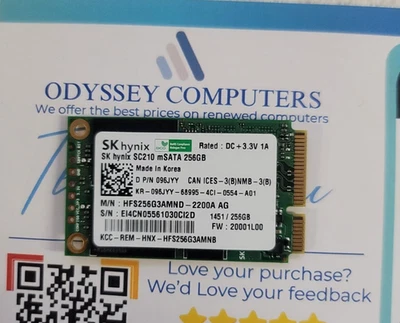 ODYSSEY COMPUTERS
We offer the best prices on renewed computers
SK hynix
Rated : DC + 3.3V 1A
SK hynix SC210 mSATA 256GB
Made in Korea
D P/N 096JYY CAN ICES-3(B)/NMB-3(B)
KR-096JYY-68995-4CI-0554-A01
M/N : HFS256G3AMND-2200A AG
S/N : EI4CN05561030CI2D
1451 / 256GB
FW : 20001L00
KCC-REM-HNX-HFS256G3AMNB
Love your purchase?
We'd Love your feedback